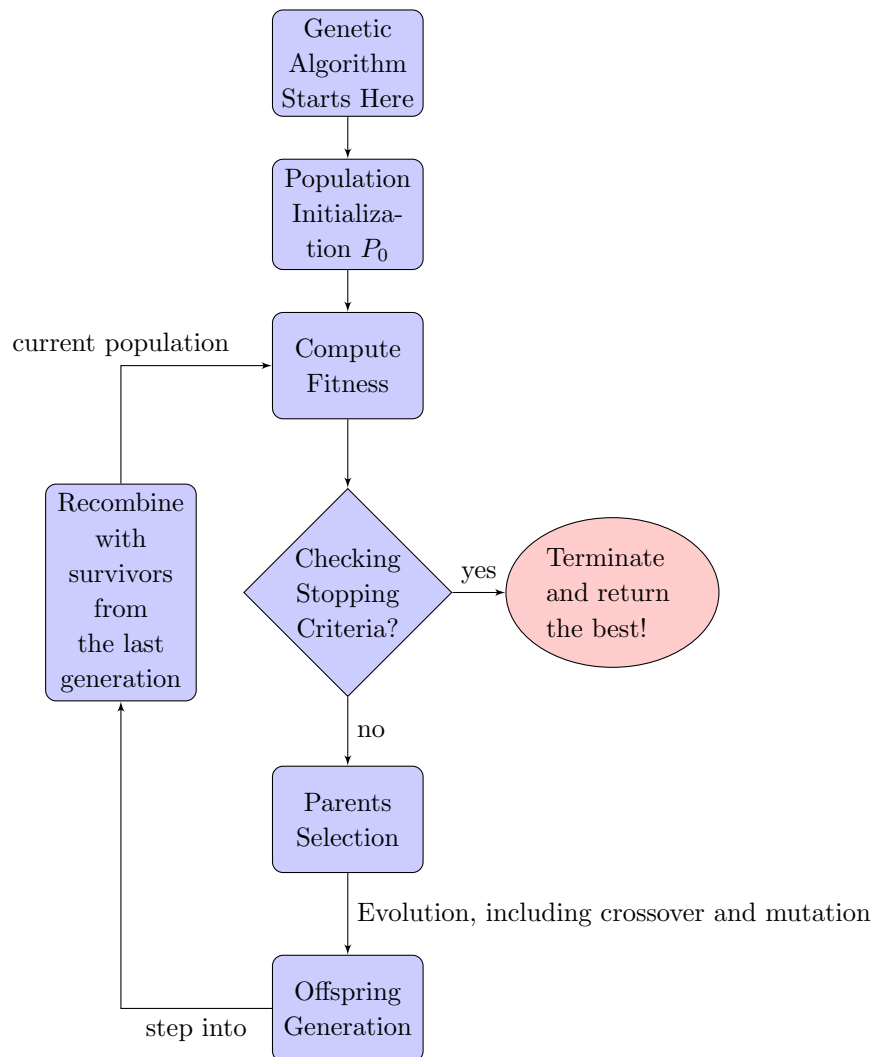 Genetic
Algorithm
Starts Here
Population
Initializa-
tion P₀
current population
Compute
Fitness
Recombine
with
survivors
from
the last
generation
Checking
Stopping
Criteria?
yes
Terminate
and return
the best!
no
Parents
Selection
Evolution, including crossover and mutation
Offspring
Generation
step into